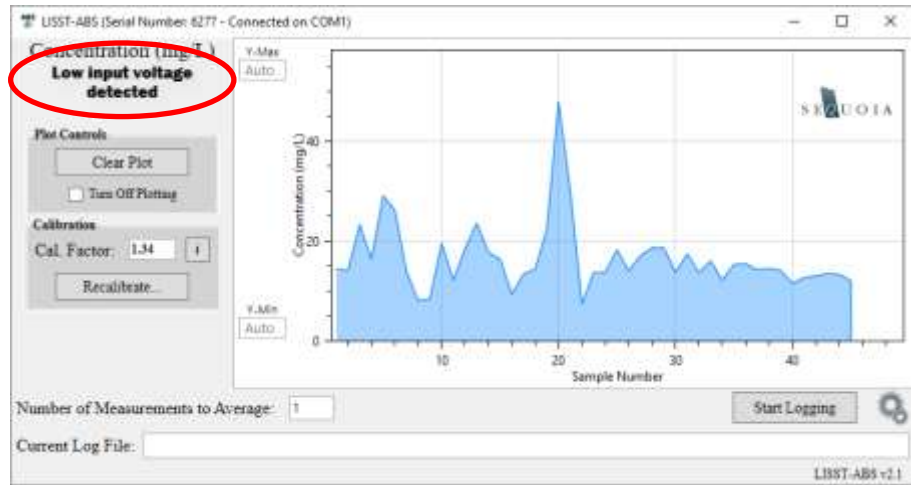 LISST-ABS (Serial Number: 6277 - Connected on COM1)
Concentration (mg/L)
Low input voltage
detected
Plot Controls
Clear Plot
Turn Off Plotting
Calibration
Cal. Factor: 1.34
Recalibrate...
Y-Max
Auto
Y-Min
Auto
Concentration (mg/L)
40
20
0
10 20 30 40
Sample Number
SEQUOIA
Number of Measurements to Average: 1
Start Logging
Current Log File:
LISST-ABS v2.1